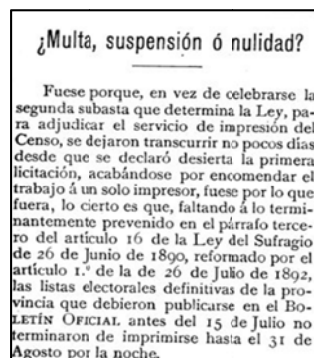 ¿Multa, suspensión ó nulidad?
Fuese porque, en vez de celebrarse la
segunda subasta que determina la Ley, pa-
ra adjudicar el servicio de impresión del
Censo, se dejaron transcurrir no pocos días
desde que se declaró desierta la primera
licitación, acabándose por encomendar el
trabajo á un solo impresor, fuese por lo que
fuera, lo cierto es que, faltando á lo termi-
nantemente prevenido en el párrafo terce-
ro del artículo 16 de la Ley del Sufragio
de 26 de Junio de 1890, reformado por el
artículo 1.º de la de 26 de Julio de 1892,
las listas electorales definitivas de la pro-
vincia que debieron publicarse en el Bo-
LETÍN OFICIAL antes del 15 de Julio no
terminaron de imprimirse hasta el 31 de
Agosto por la noche.